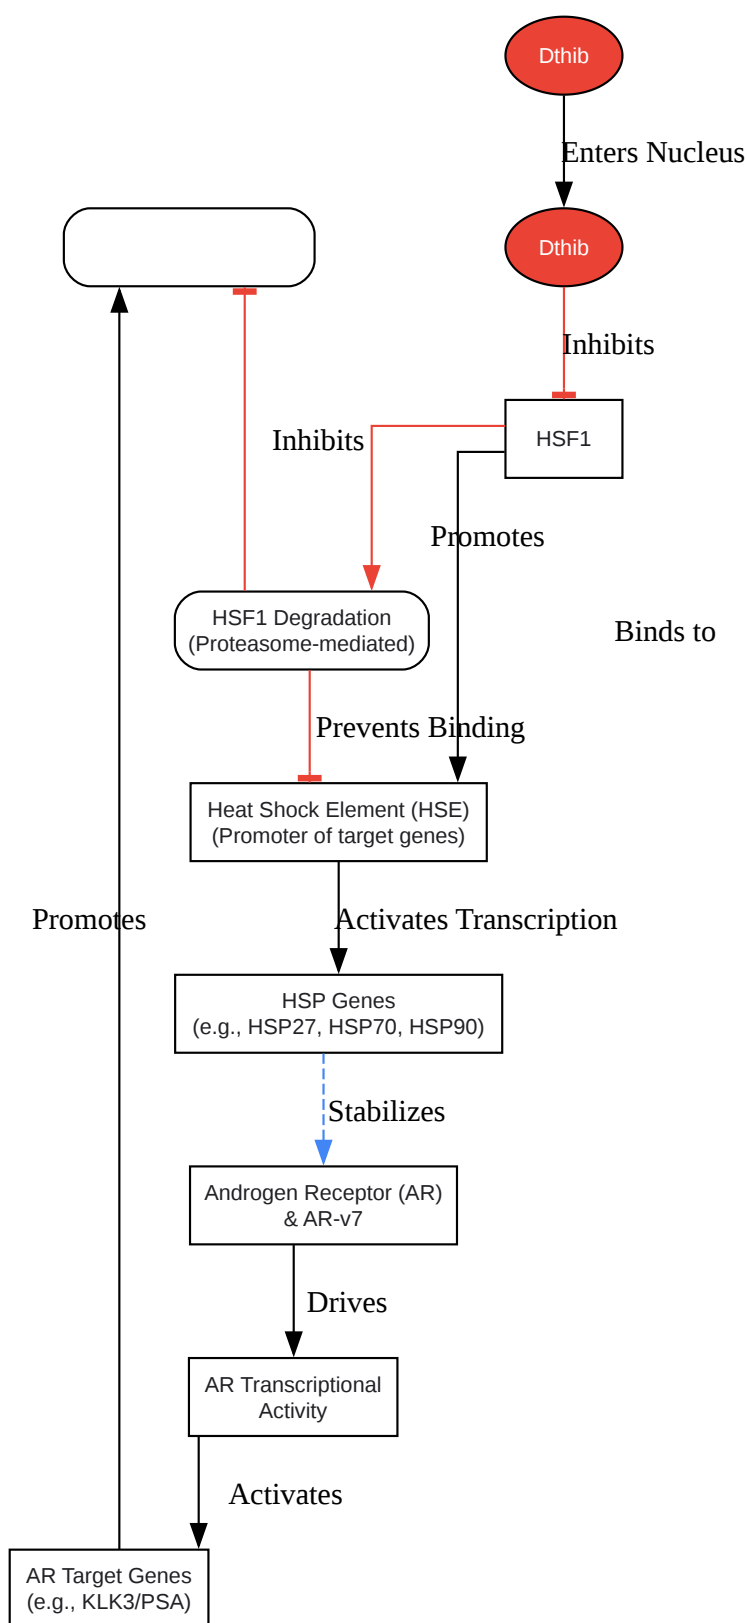 Dthib
Enters Nucleus
Dthib
Inhibits
HSF1
Inhibits
Promotes
HSF1 Degradation
(Proteasome-mediated)
Binds to
Prevents Binding
Heat Shock Element (HSE)
(Promoter of target genes)
Promotes
Activates Transcription
HSP Genes
(e.g., HSP27, HSP70, HSP90)
Stabilizes
Androgen Receptor (AR)
& AR-v7
Drives
AR Transcriptional
Activity
Activates
AR Target Genes
(e.g., KLK3/PSA)